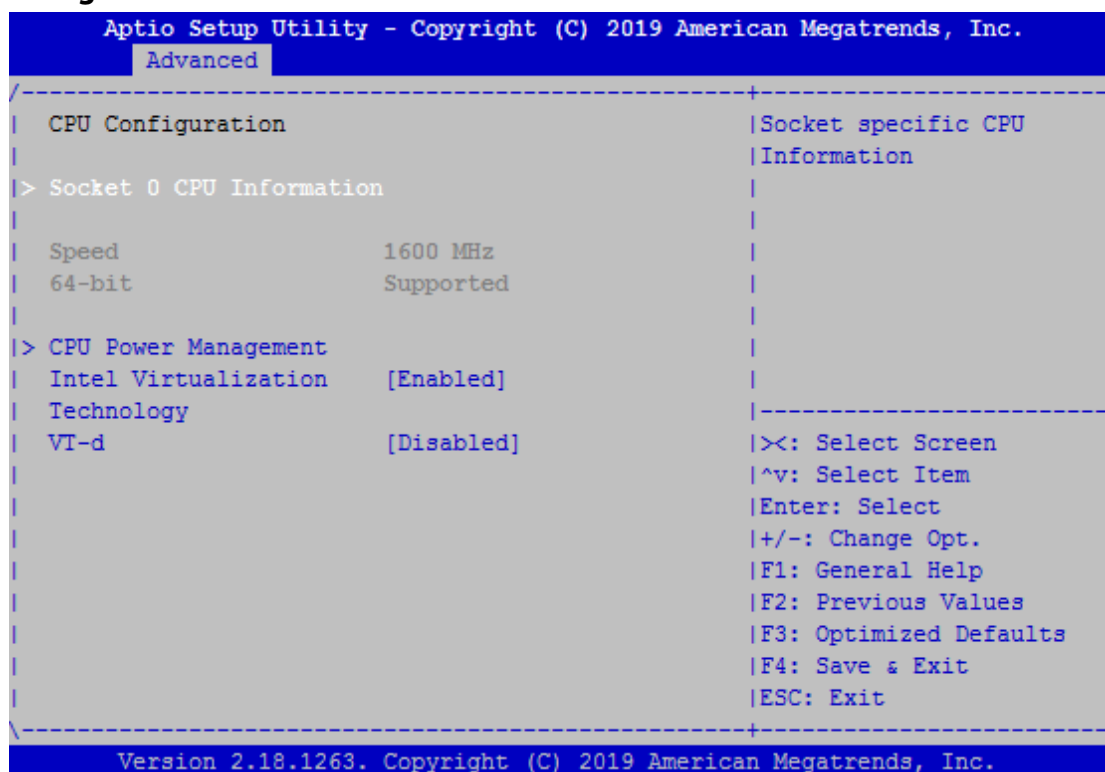 Aptio Setup Utility - Copyright (C) 2019 American Megatrends, Inc.
Advanced
/----------------------------------------------------+-------------------------
| CPU Configuration |Socket specific CPU
| |Information
|> Socket 0 CPU Information |
| |
| Speed 1600 MHz |
| 64-bit Supported |
| |
|> CPU Power Management |
| Intel Virtualization [Enabled] |
| Technology |-------------------------
| VT-d [Disabled] |><: Select Screen
| |^v: Select Item
| |Enter: Select
| |+/-: Change Opt.
| |F1: General Help
| |F2: Previous Values
| |F3: Optimized Defaults
| |F4: Save & Exit
| |ESC: Exit
\----------------------------------------------------+-------------------------
Version 2.18.1263. Copyright (C) 2019 American Megatrends, Inc.